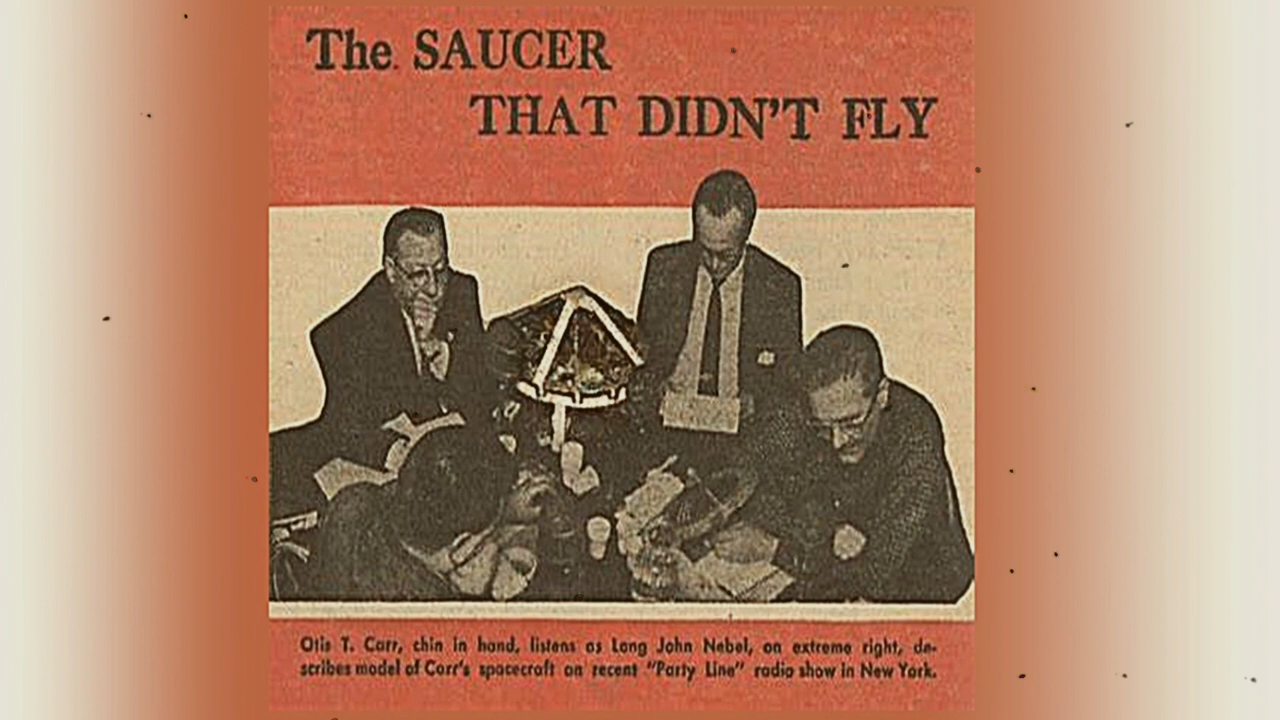 The SAUCER
THAT DIDN'T FLY
Otis T. Carr, chin in hand, listens as Long John Nebel, on extreme right, de-
scribes model of Carr's spacecraft on recent "Party Line" radio show in New York.